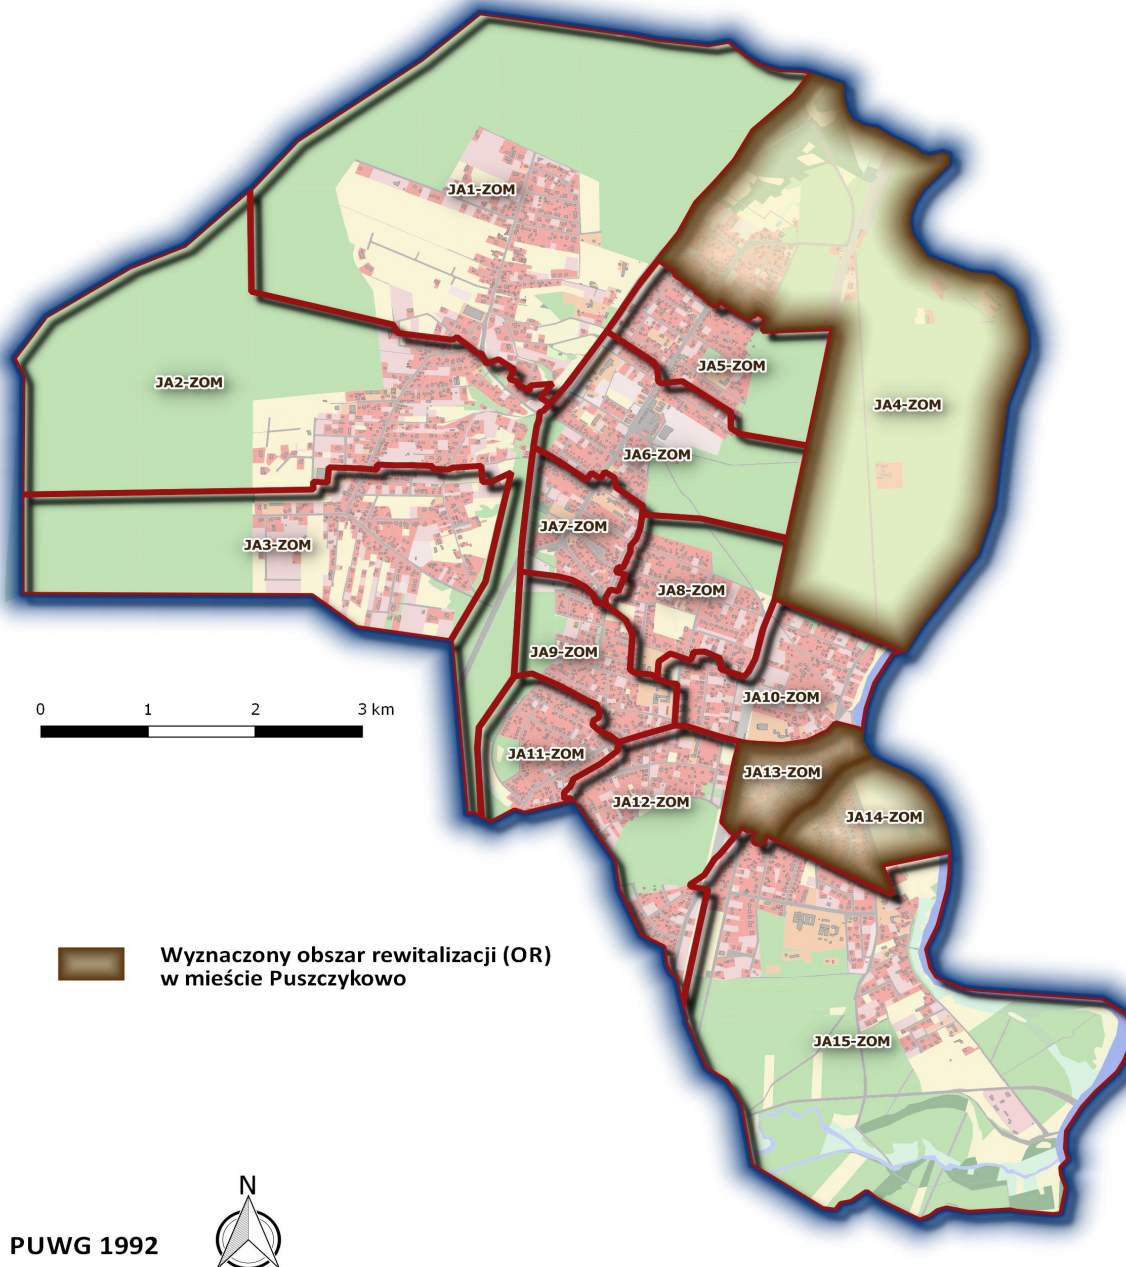 JA1-ZOM
JA5-ZOM
JA2-ZOM
JA4-ZOM
JA6-ZOM
JA7-ZOM
JA3-ZOM
JA8-ZOM
JA9-ZOM
JA10-ZOM
0 1 2 3 km
JA11-ZOM
JA13-ZOM
JA12-ZOM
JA14-ZOM
Wyznaczony obszar rewitalizacji (OR)
w mieście Puszczykowo
JA15-ZOM
N
PUWG 1992